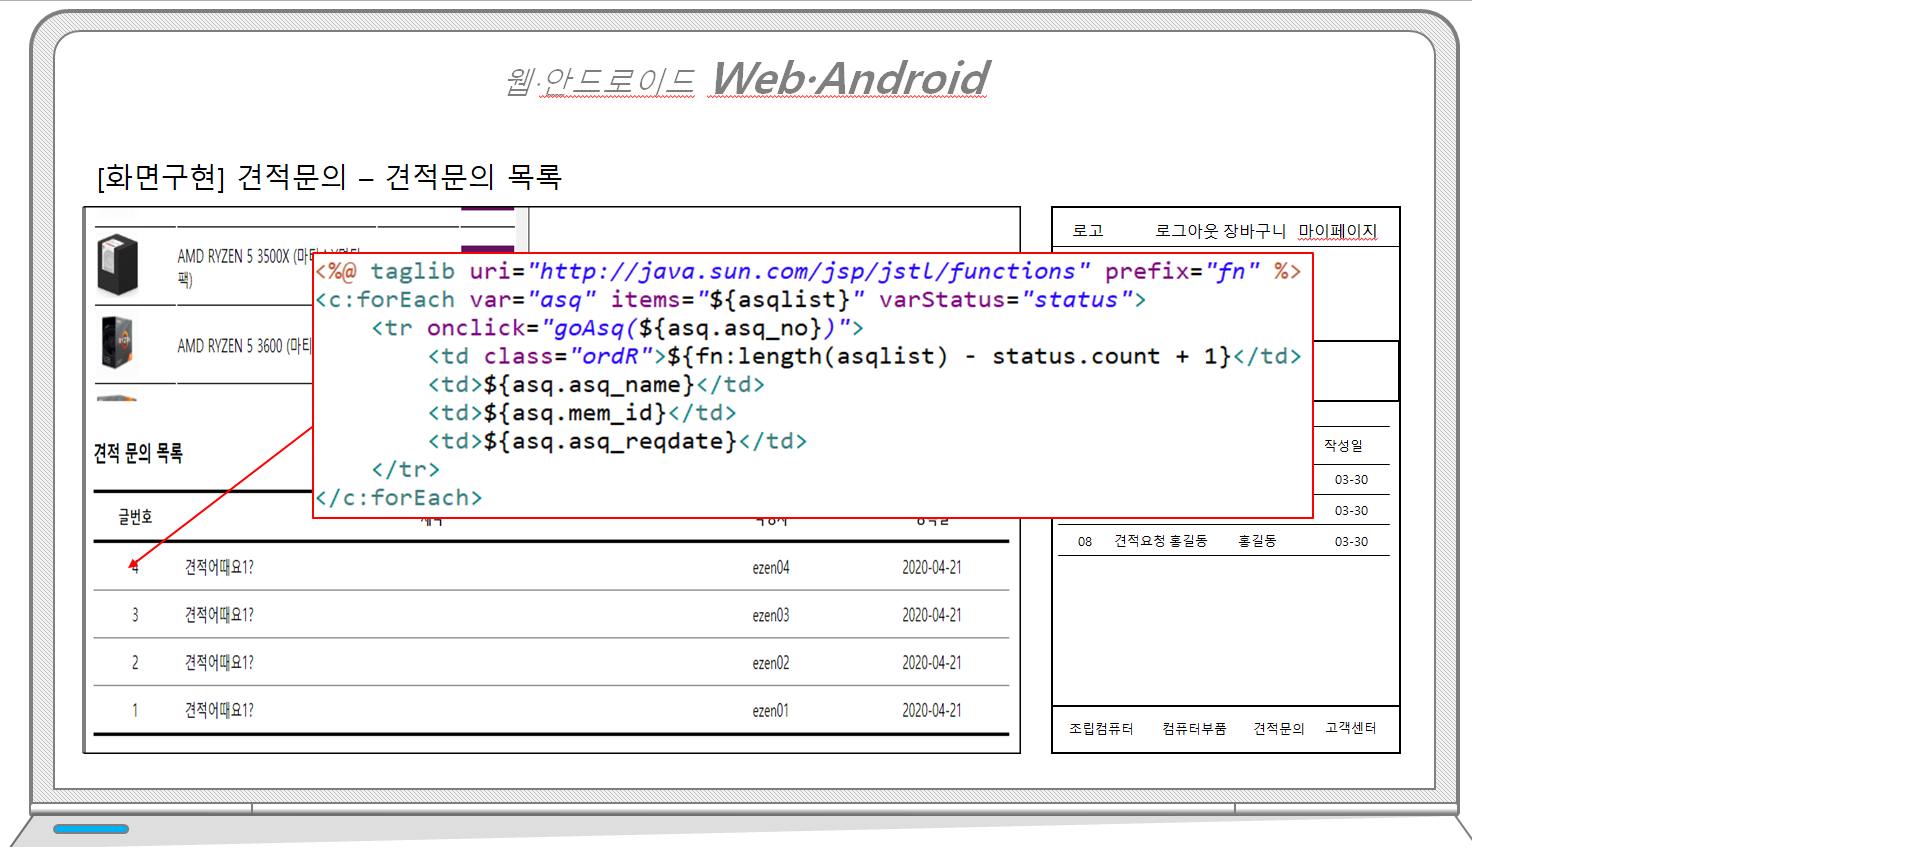 웹·안드로이드 Web·Android
[화면구현] 견적문의 – 견적문의 목록
AMD RYZEN 5 3500X (마티
팩)
AMD RYZEN 5 3600 (마티
<%@ taglib uri="http://java.sun.com/jsp/jstl/functions" prefix="fn" %>
<c:forEach var="asq" items="${asqlist}" varStatus="status">
<tr onclick="goAsq(${asq.asq_no})">
<td class="ordR">${fn:length(asqlist) - status.count + 1}</td>
<td>${asq.asq_name}</td>
<td>${asq.mem_id}</td>
<td>${asq.asq_reqdate}</td>
</tr>
</c:forEach>
견적 문의 목록
글번호
4 견적어때요1? ezen04 2020-04-21
3 견적어때요1? ezen03 2020-04-21
2 견적어때요1? ezen02 2020-04-21
1 견적어때요1? ezen01 2020-04-21
로고 로그아웃 장바구니 마이페이지
작성일
03-30
03-30
08 견적요청 홍길동 홍길동 03-30
조립컴퓨터 컴퓨터부품 견적문의 고객센터